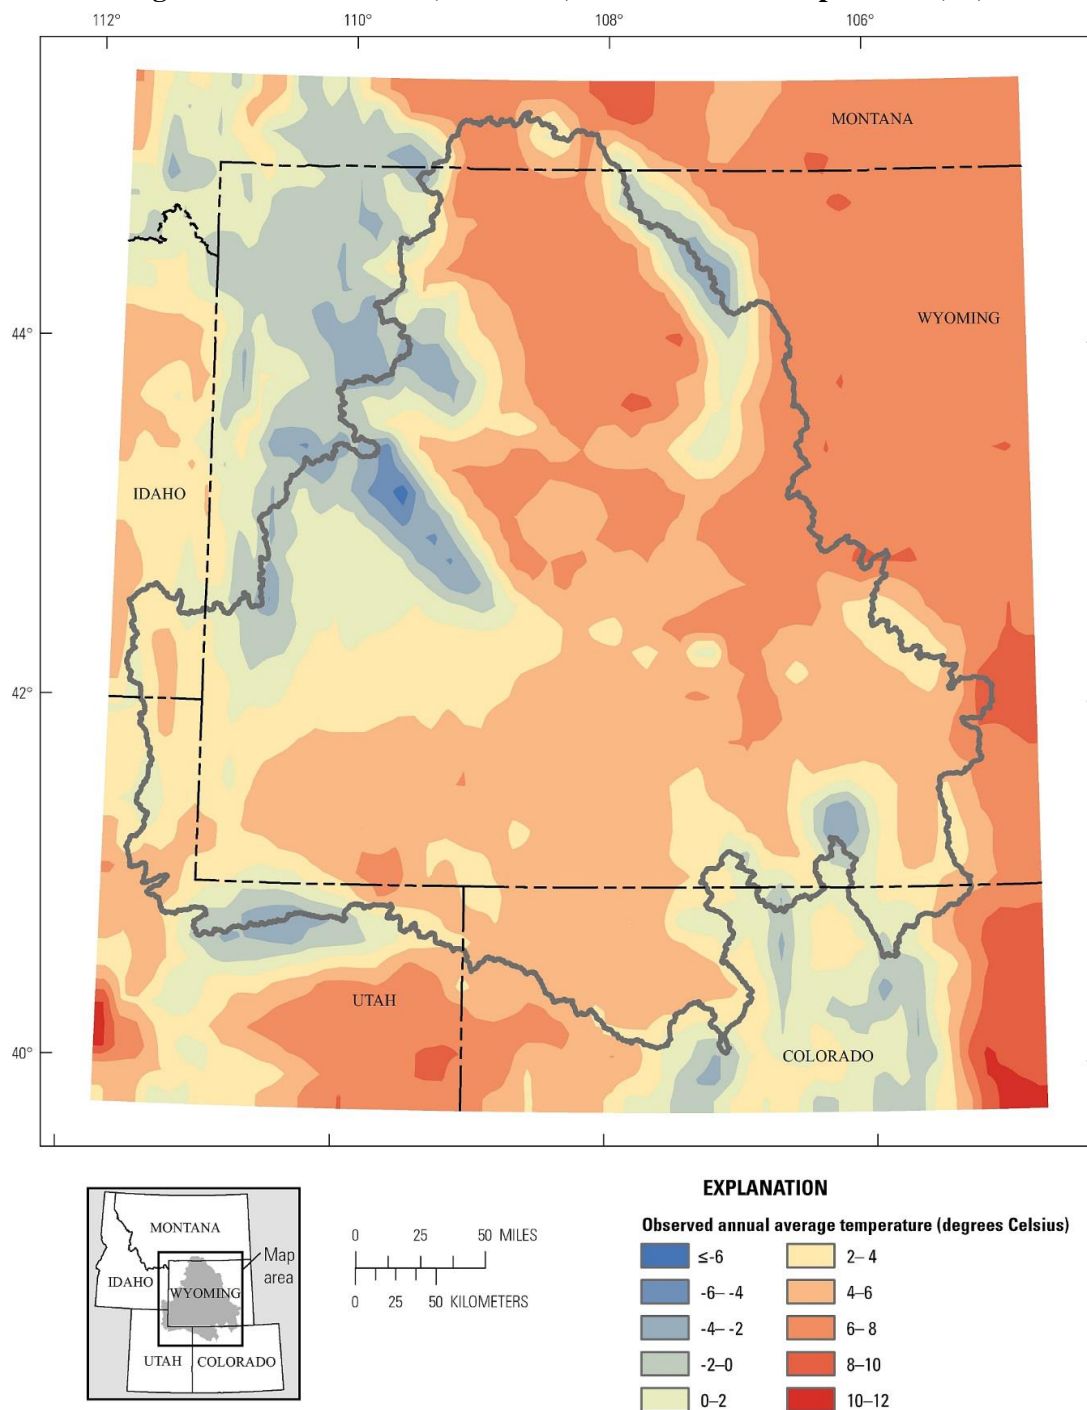 112° 110° 108° 106°
MONTANA
44°
WYOMING
IDAHO
42°
UTAH
40°
COLORADO
EXPLANATION
Observed annual average temperature (degrees Celsius)
≤-6
-6– -4
-4– -2
-2–0
0–2
2– 4
4–6
6– 8
8–10
10–12
0 25 50 MILES
0 25 50 KILOMETERS
MONTANA
Map
area
IDAHO
WYOMING
UTAH COLORADO